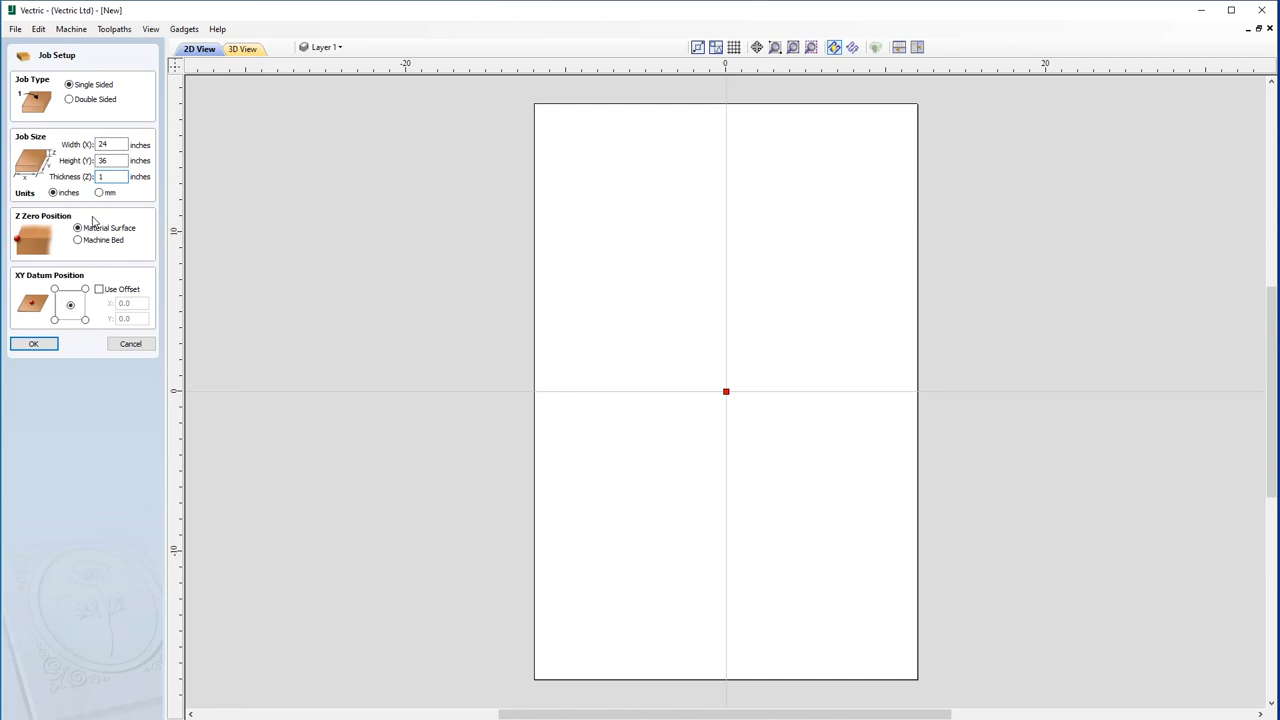 Vectric - {Vectric Ltd} - [New]
File Edit Machine Toolpaths View Gadgets Help
Job Setup
2D View 3D View Layer 1
-20 0 20
Job Type
Single Sided
1
Double Sided
Job Size
Width (X): 24 inches
Z
Height (Y): 36 inches
Y
Thickness (Z): 1 inches
X
Units inches mm
Z Zero Position
Material Surface
10
Machine Bed
XY Datum Position
Use Offset
X: 0.0
Y: 0.0
OK Cancel
0
-10